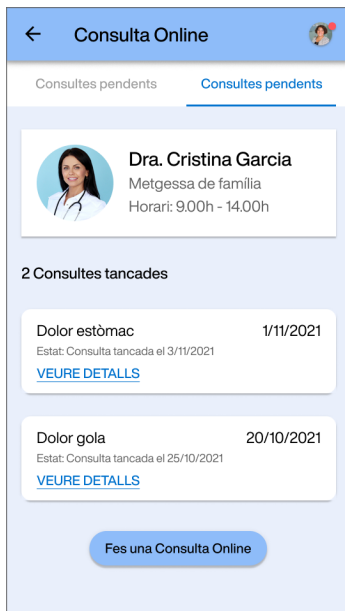 Consulta Online
Consultes pendents
Consultes pendents
Dra. Cristina Garcia
Metgessa de família
Horari: 9.00h - 14.00h
2 Consultes tancades
Dolor estòmac
1/11/2021
Estat: Consulta tancada el 3/11/2021
VEURE DETALLS
Dolor gola
20/10/2021
Estat: Consulta tancada el 25/10/2021
VEURE DETALLS
Fes una Consulta Online